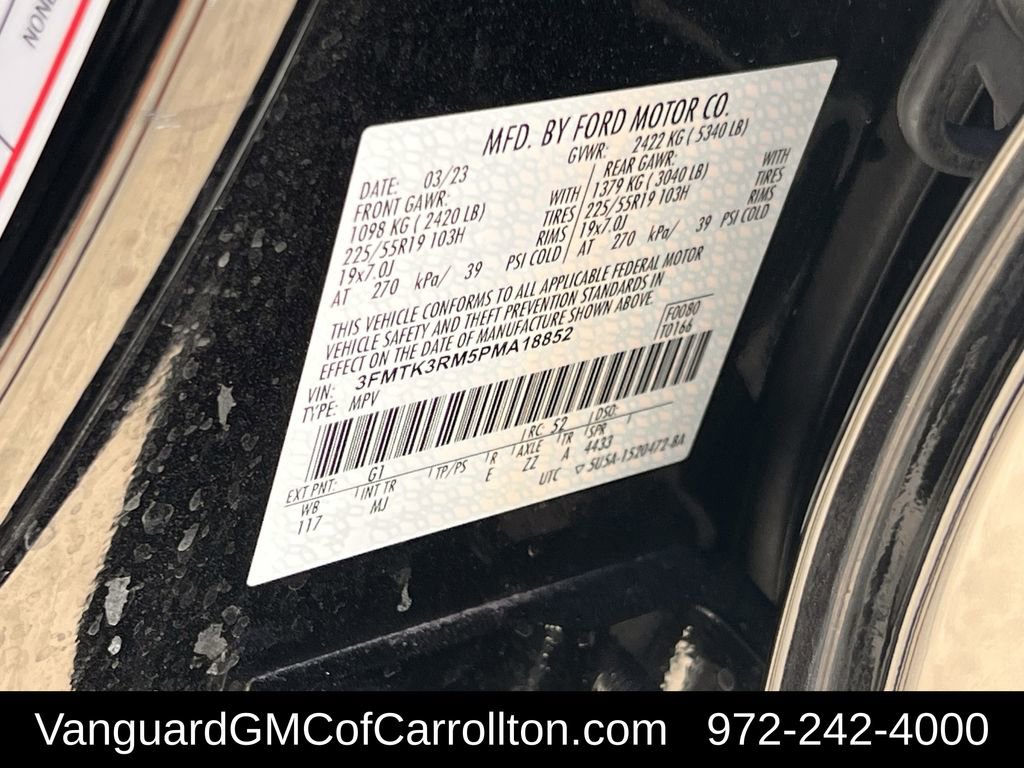 NON
MFD. BY FORD MOTOR CO.
DATE: 03/23 GVWR: 2422 KG ( 5340 LB)
FRONT GAWR: REAR GAWR:
1098 KG ( 2420 LB) WITH 1379 KG ( 3040 LB) WITH
225/55R19 103H TIRES 225/55R19 103H TIRES
19x7.0J RIMS 19x7.0J RIMS
AT 270 kPa/ 39 PSI COLD AT 270 kPa/ 39 PSI COLD
THIS VEHICLE CONFORMS TO ALL APPLICABLE FEDERAL MOTOR
VEHICLE SAFETY AND THEFT PREVENTION STANDARDS IN
EFFECT ON THE DATE OF MANUFACTURE SHOWN ABOVE.
VIN: 3FMTK3RM5PMA18852 F0080
TYPE: MPV T0166
EXT PNT: G1 RC: 52 DSO:
WB INT TR TP/PS R AXLE TR SPR
117 MJ E ZZ A 4433
UTC ▽ 5U5A-1520472-BA
VanguardGMCofCarrollton.com 972-242-4000